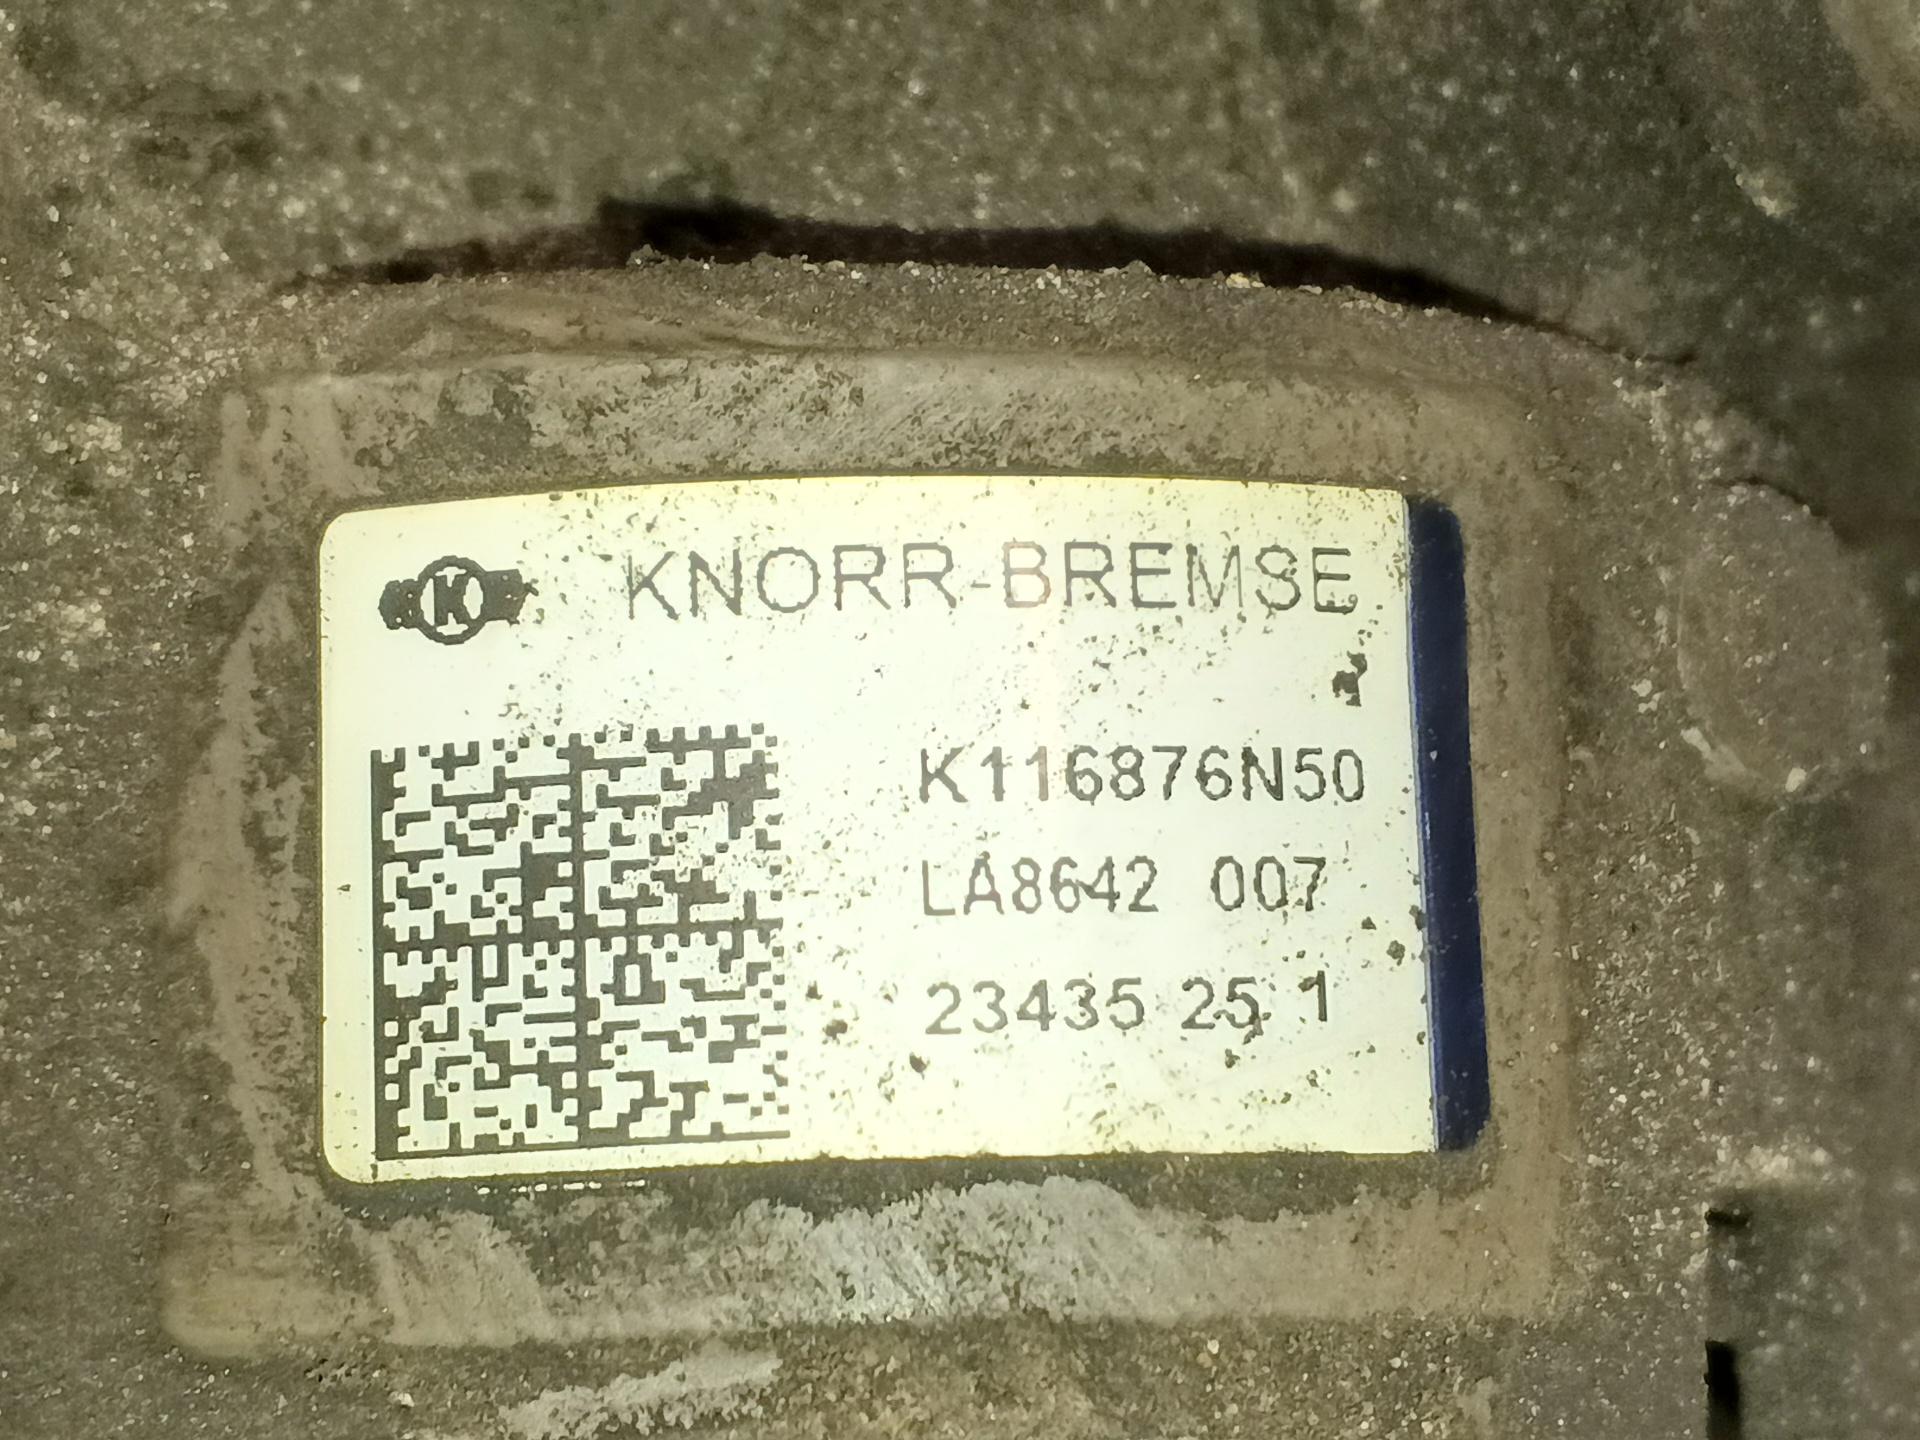 K KNORR-BREMSE
K116876N50
LA8642 007
23435 25 1